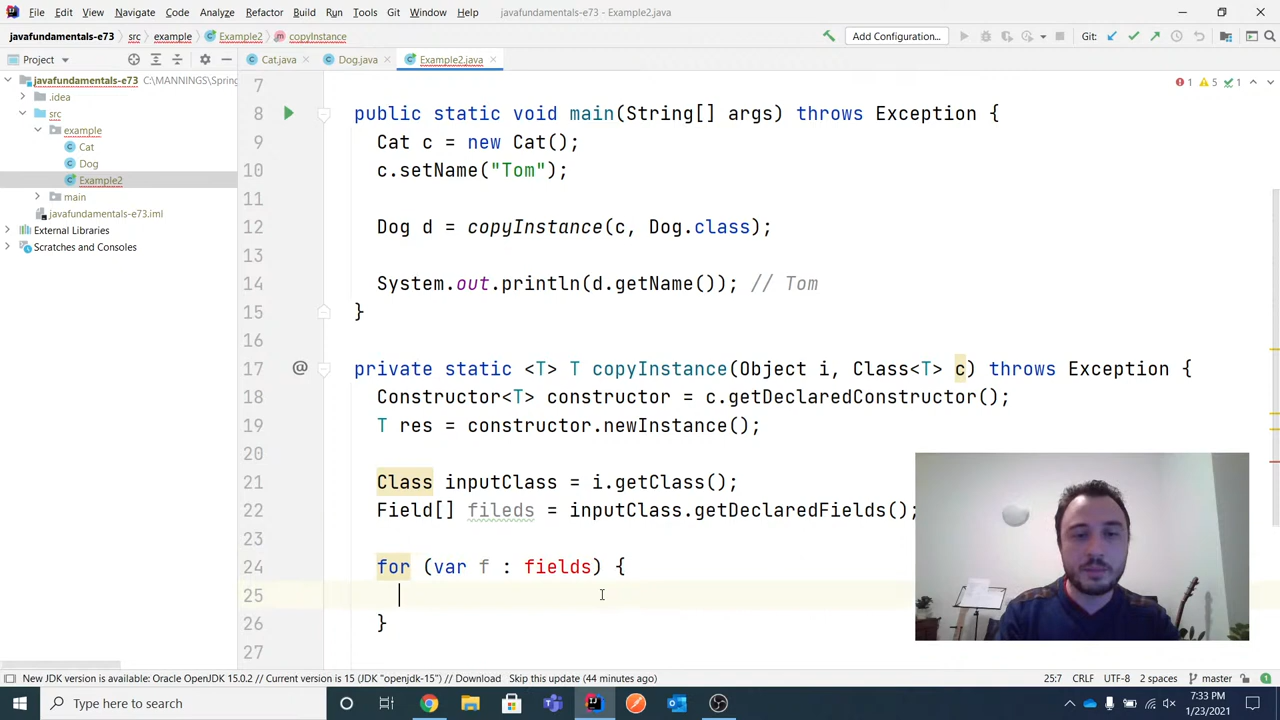 File Edit View Navigate Code Analyze Refactor Build Run Tools Git Window Help javafundamentals-e73 - Example2.java
javafundamentals-e73 src example Example2 copyInstance Add Configuration... Git:
Project Cat.java Dog.java Example2.java
javafundamentals-e73 C:\MANNINGS\Spring
.idea
src
example
Cat
Dog
Example2
main
javafundamentals-e73.iml
External Libraries
Scratches and Consoles
1 5 1
7
8 public static void main(String[] args) throws Exception {
9 Cat c = new Cat();
10 c.setName("Tom");
11
12 Dog d = copyInstance(c, Dog.class);
13
14 System.out.println(d.getName()); // Tom
15 }
16
17 @ private static <T> T copyInstance(Object i, Class<T> c) throws Exception {
18 Constructor<T> constructor = c.getDeclaredConstructor();
19 T res = constructor.newInstance();
20
21 Class inputClass = i.getClass();
22 Field[] fileds = inputClass.getDeclaredFields();
23
24 for (var f : fields) {
25
26 }
27
New JDK version is available: Oracle OpenJDK 15.0.2 // Current version is 15 (JDK "openjdk-15") // Download Skip this update (44 minutes ago) 25:7 CRLF UTF-8 2 spaces master
Type here to search
7:33 PM
1/23/2021